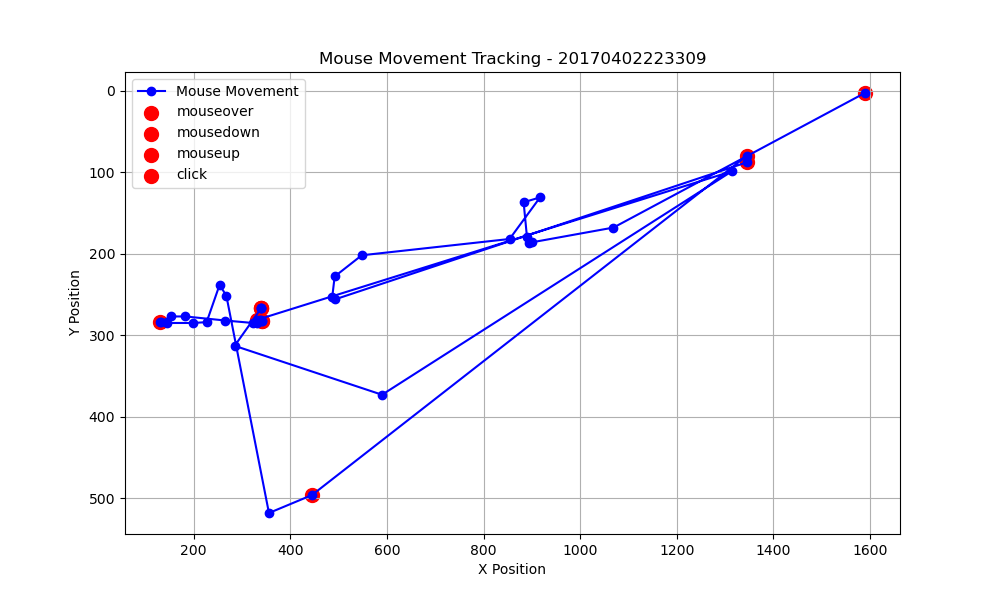 Mouse Movement Tracking - 20170402223309
Mouse Movement
mouseover
mousedown
mouseup
click
Y Position
0
100
200
300
400
500
200
400
600
800
1000
1200
1400
1600
X Position